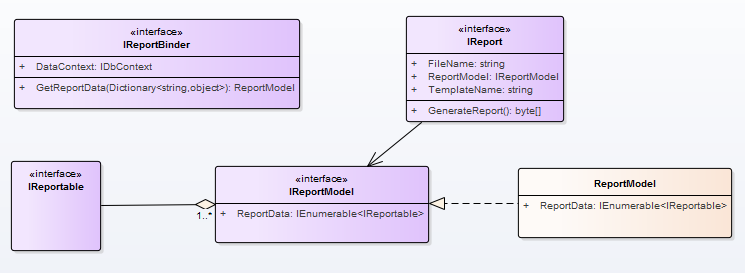 «interface»
IReportBinder
+ DataContext: IDbContext
+ GetReportData(Dictionary<string,object>): ReportModel
«interface»
IReport
+ FileName: string
+ ReportModel: IReportModel
+ TemplateName: string
+ GenerateReport(): byte[]
«interface»
IReportable
1..*
«interface»
IReportModel
+ ReportData: IEnumerable<IReportable>
ReportModel
+ ReportData: IEnumerable<IReportable>